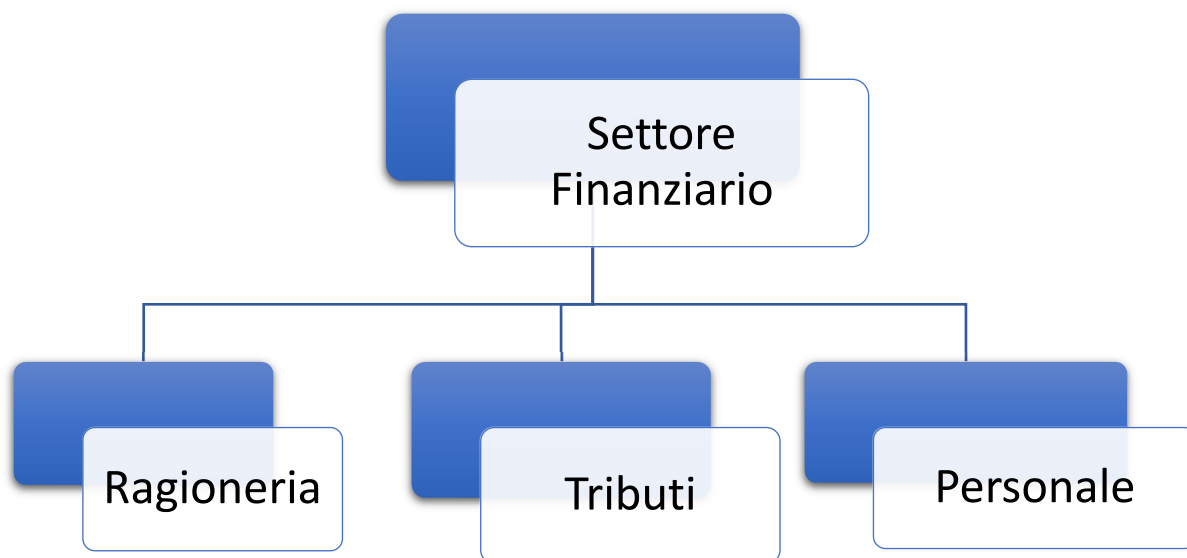 Settore
Finanziario
Ragioneria
Tributi
Personale